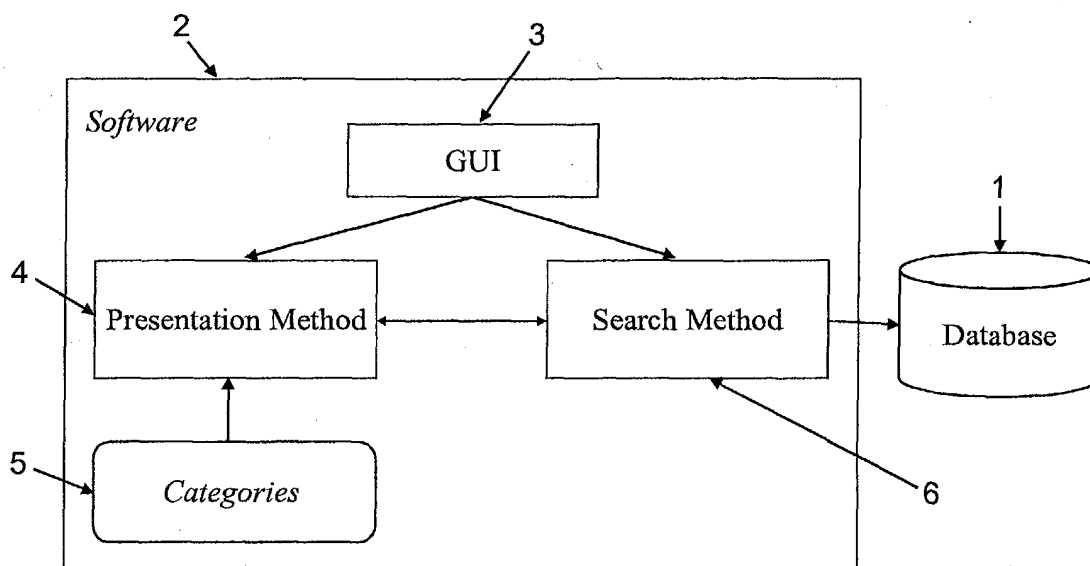 2
3
Software
GUI
1
4
Presentation Method
Search Method
Database
5
Categories
6